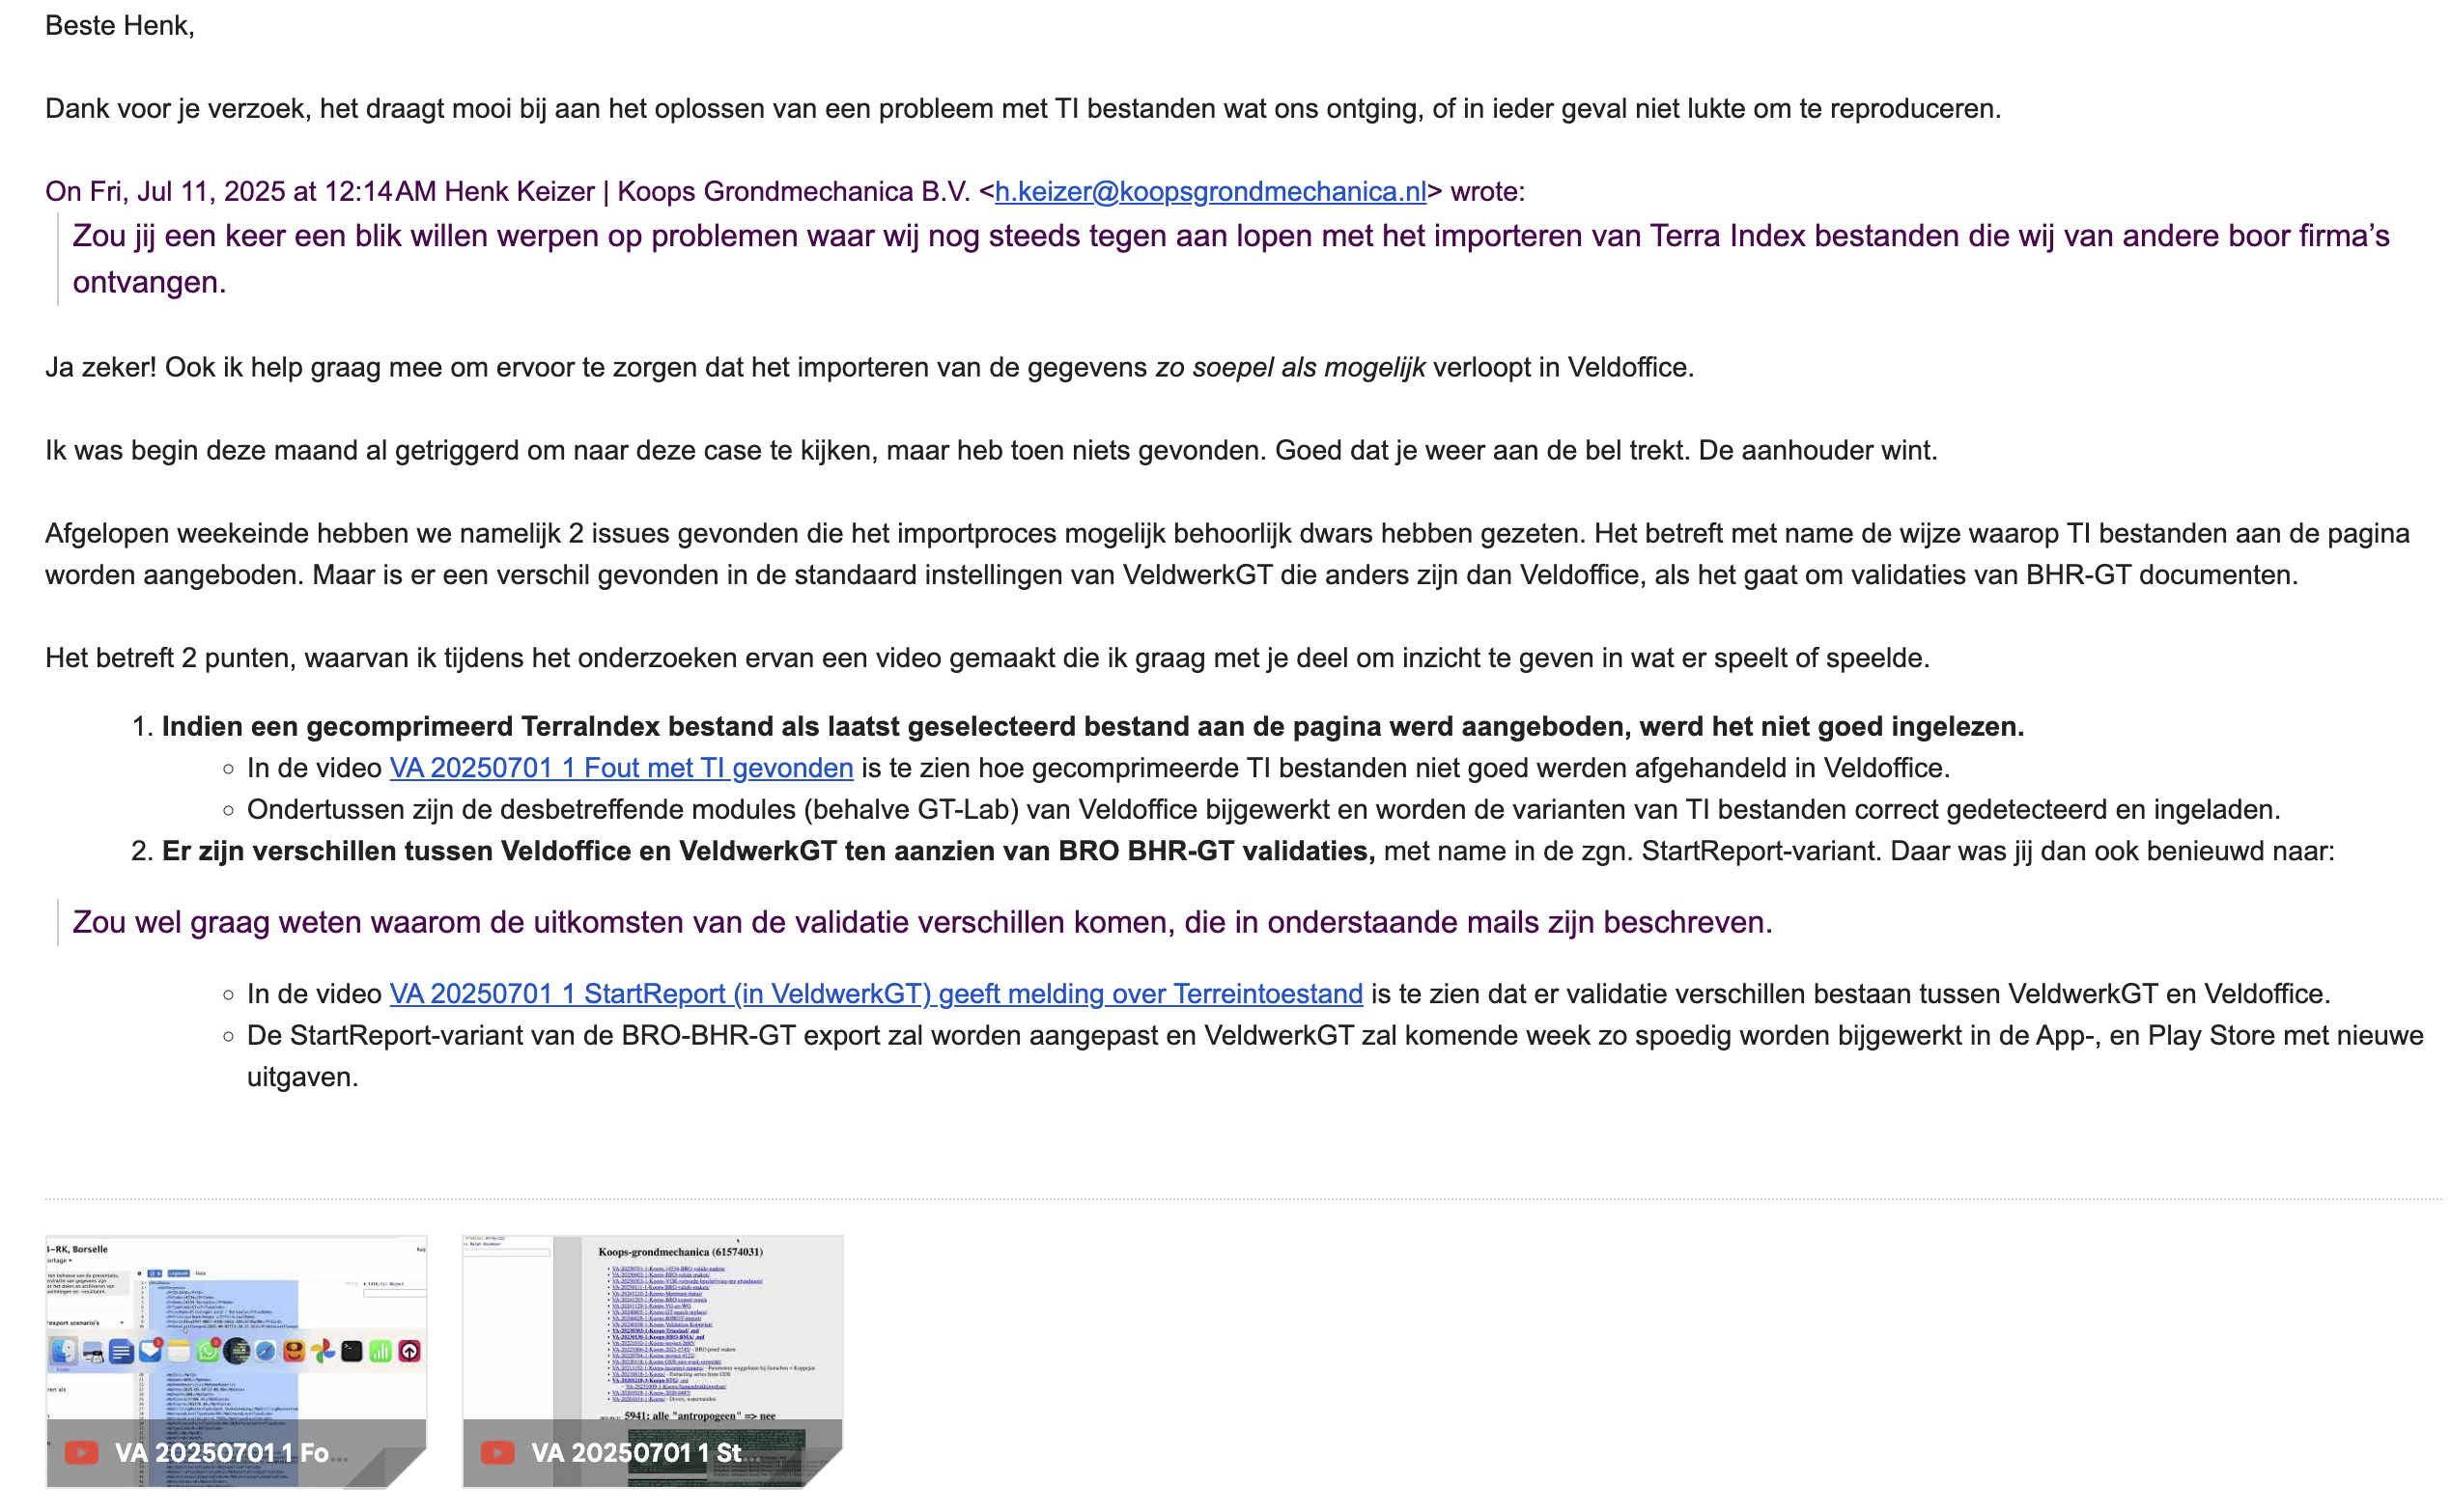 Beste Henk,
Dank voor je verzoek, het draagt mooi bij aan het oplossen van een probleem met TI bestanden wat ons ontging, of in ieder geval niet lukte om te reproduceren.
On Fri, Jul 11, 2025 at 12:14 AM Henk Keizer | Koops Grondmechanica B.V. <h.keizer@koopsgrondmechanica.nl> wrote:
Zou jij een keer een blik willen werpen op problemen waar wij nog steeds tegen aan lopen met het importeren van Terra Index bestanden die wij van andere boor firma's
ontvangen.
Ja zeker! Ook ik help graag mee om ervoor te zorgen dat het importeren van de gegevens zo soepel als mogelijk verloopt in Veldoffice.
Ik was begin deze maand al getriggerd om naar deze case te kijken, maar heb toen niets gevonden. Goed dat je weer aan de bel trekt. De aanhouder wint.
Afgelopen weekeinde hebben we namelijk 2 issues gevonden die het importproces mogelijk behoorlijk dwars hebben gezeten. Het betreft met name de wijze waarop TI bestanden aan de pagina
worden aangeboden. Maar is er een verschil gevonden in de standaard instellingen van VeldwerkGT die anders zijn dan Veldoffice, als het gaat om validaties van BHR-GT documenten.
Het betreft 2 punten, waarvan ik tijdens het onderzoeken ervan een video gemaakt die ik graag met je deel om inzicht te geven in wat er speelt of speelde.
1. Indien een gecomprimeerd TerraIndex bestand als laatst geselecteerd bestand aan de pagina werd aangeboden, werd het niet goed ingelezen.
○ In de video VA 20250701 1 Fout met TI gevonden is te zien hoe gecomprimeerde TI bestanden niet goed werden afgehandeld in Veldoffice.
○ Ondertussen zijn de desbetreffende modules (behalve GT-Lab) van Veldoffice bijgewerkt en worden de varianten van TI bestanden correct gedetecteerd en ingeladen.
2. Er zijn verschillen tussen Veldoffice en VeldwerkGT ten aanzien van BRO BHR-GT validaties, met name in de zgn. StartReport-variant. Daar was jij dan ook benieuwd naar:
Zou wel graag weten waarom de uitkomsten van de validatie verschillen komen, die in onderstaande mails zijn beschreven.
○ In de video VA 20250701 1 StartReport (in VeldwerkGT) geeft melding over Terreintoestand is te zien dat er validatie verschillen bestaan tussen VeldwerkGT en Veldoffice.
○ De StartReport-variant van de BRO-BHR-GT export zal worden aangepast en VeldwerkGT zal komende week zo spoedig worden bijgewerkt in de App-, en Play Store met nieuwe
uitgaven.
-RK, Borselle
Koops-grondmechanica (61574031)
5941: alle "antropogeen" => nee
VA 20250701 1 Fo...
VA 20250701 1 St...